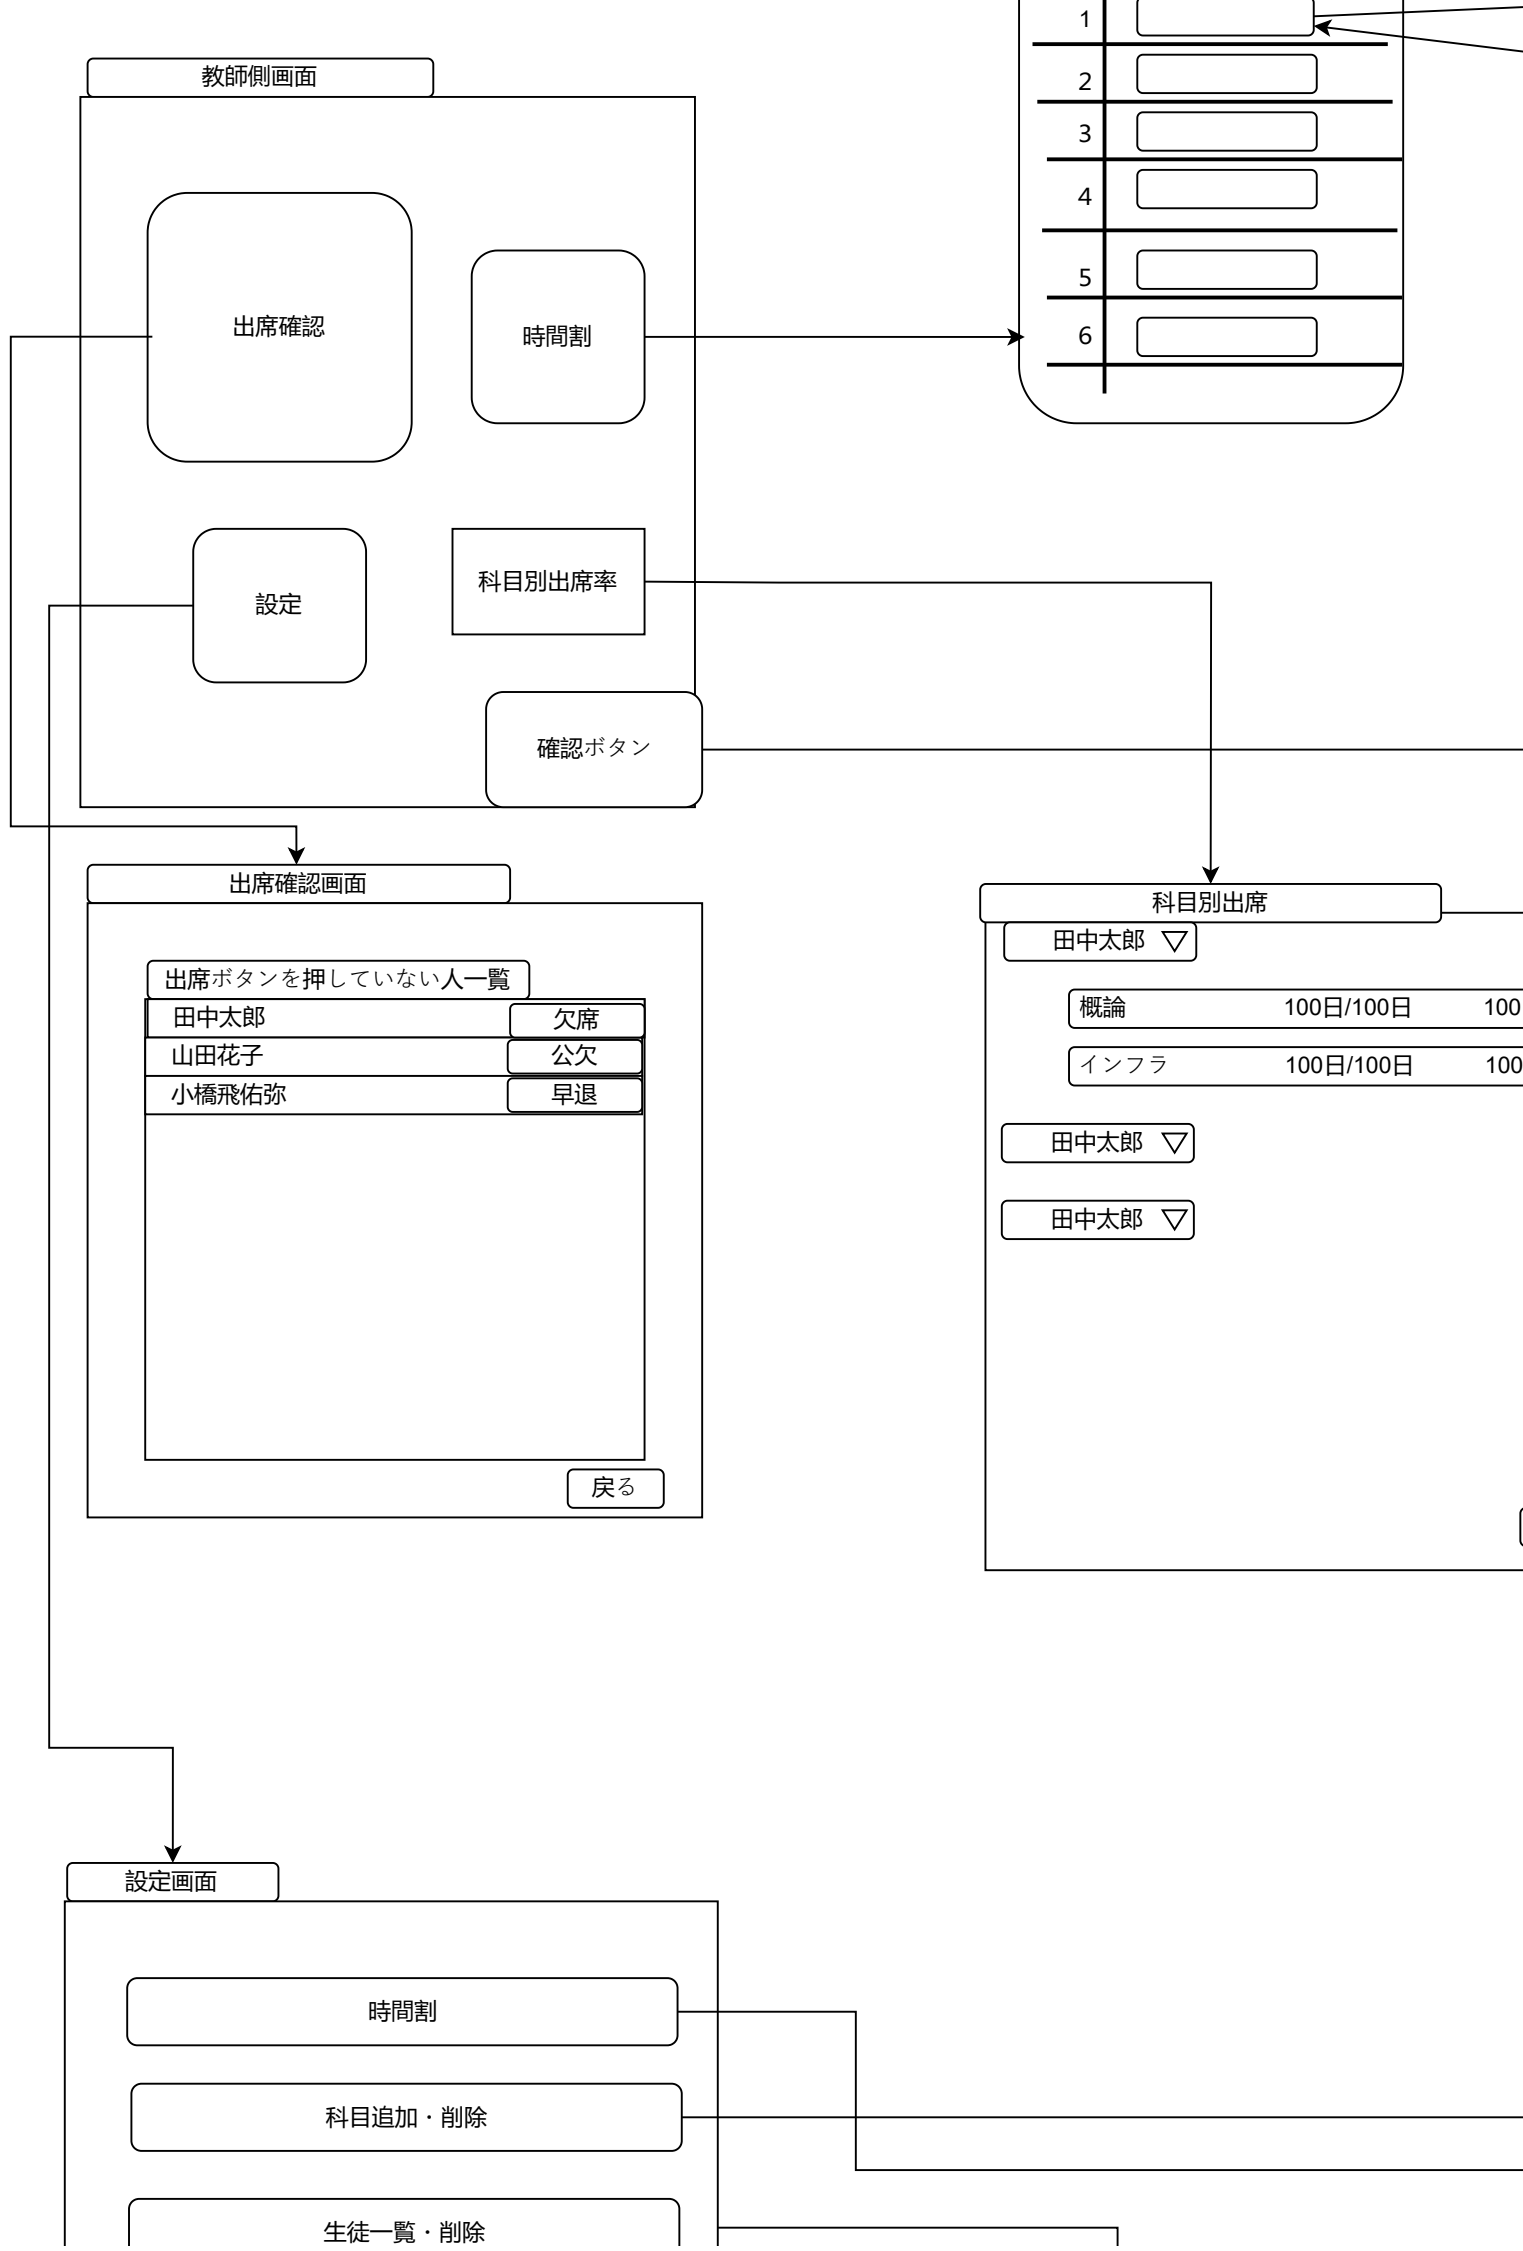 1
2
3
4
5
6
教師側画面
出席確認
時間割
設定
科目別出席率
確認ボタン
出席確認画面
出席ボタンを押していない人一覧
田中太郎 欠席
山田花子 公欠
小橋飛佑弥 早退
戻る
科目別出席
田中太郎
概論 100日/100日 100
インフラ 100日/100日 100
田中太郎
田中太郎
設定画面
時間割
科目追加・削除
生徒一覧・削除